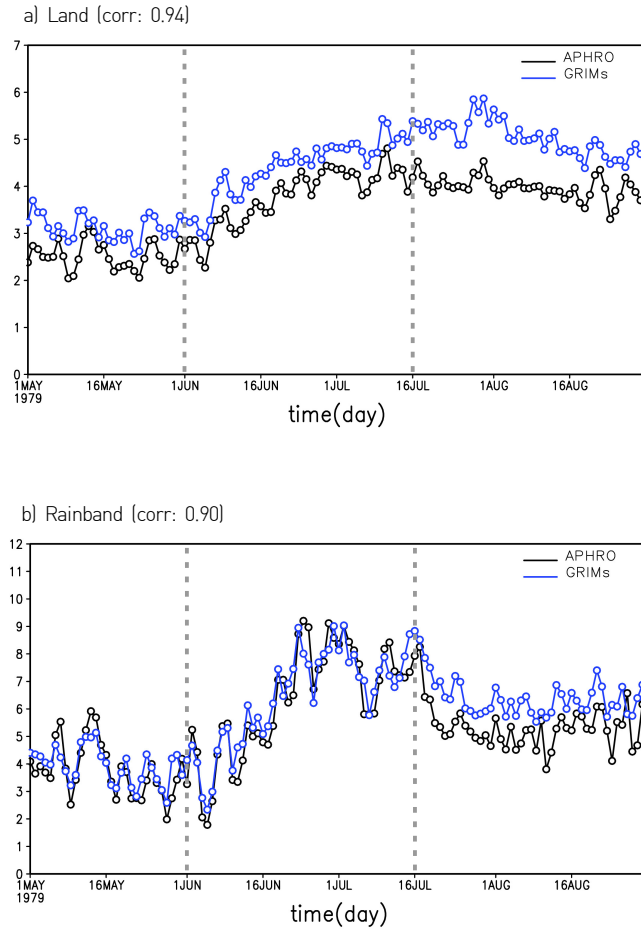 a) Land (corr: 0.94)
7
APHRO
GRIMs
6
5
4
3
2
1
0
1MAY 16MAY 1JUN 16JUN 1JUL 16JUL 1AUG 16AUG
1979
time(day)
b) Rainband (corr: 0.90)
12
APHRO
GRIMs
11
10
9
8
7
6
5
4
3
2
1
0
1MAY 16MAY 1JUN 16JUN 1JUL 16JUL 1AUG 16AUG
1979
time(day)